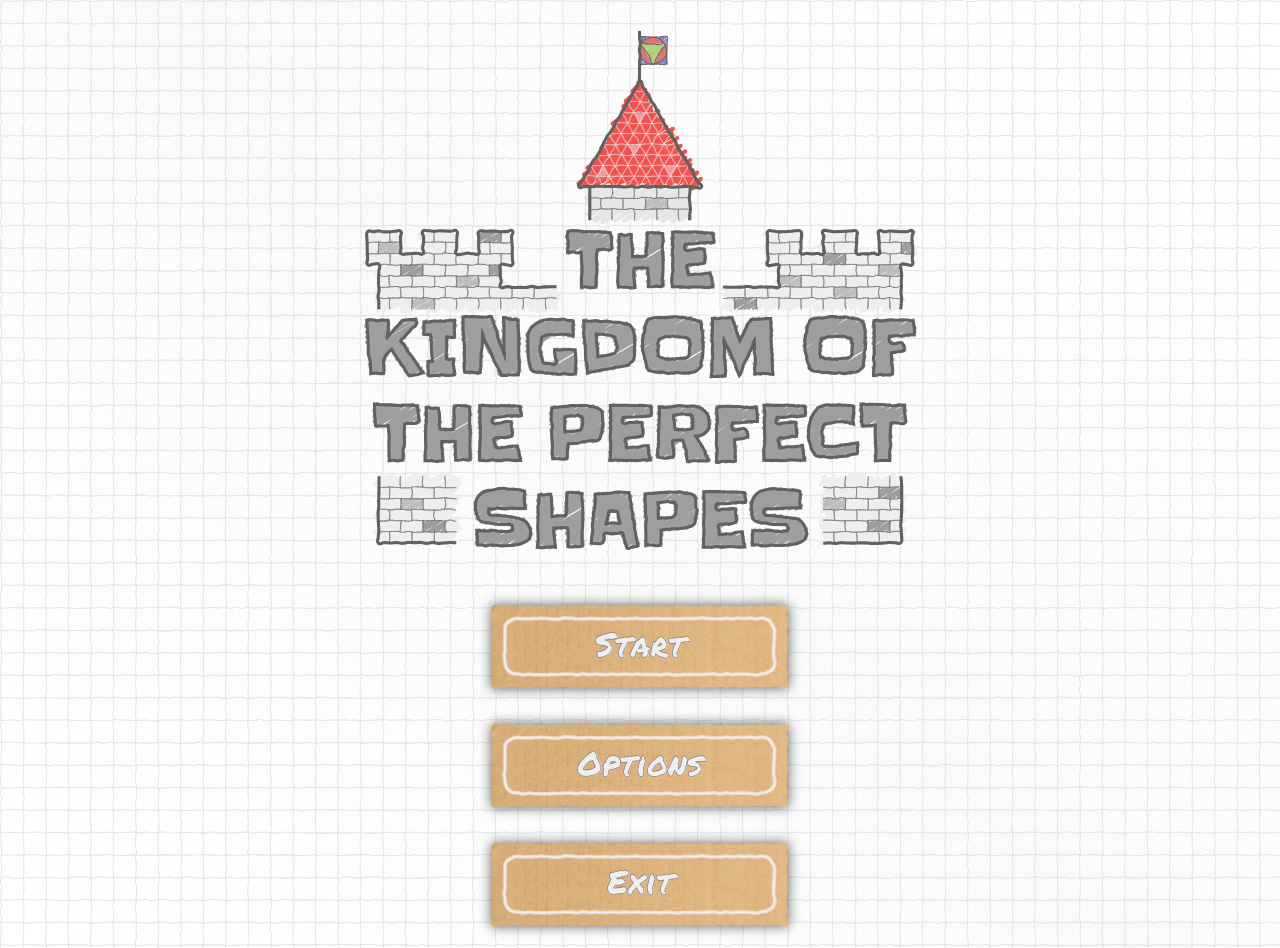 THE
KINGDOM OF
THE PERFECT
SHAPES
START
OPTIONS
EXIT